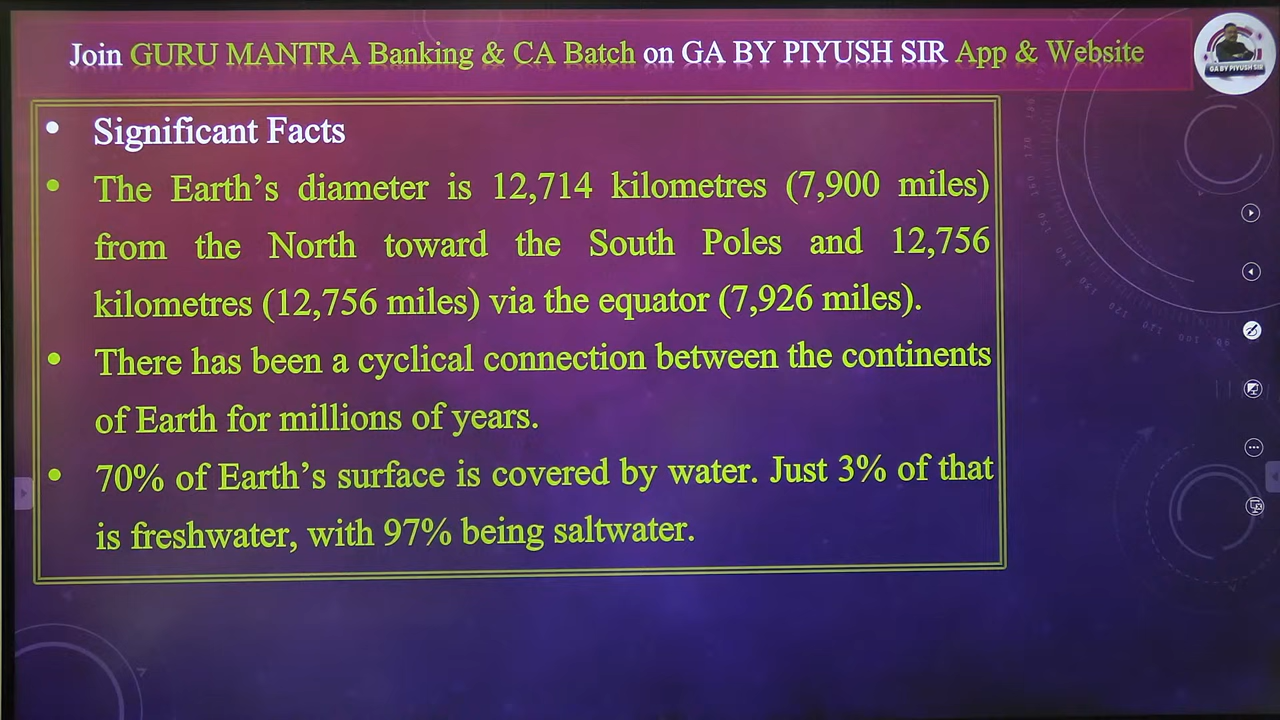 Join GURU MANTRA Banking & CA Batch on GA BY PIYUSH SIR App & Website
GA BY PIYUSH SIR
• Significant Facts
• The Earth's diameter is 12,714 kilometres (7,900 miles)
from the North toward the South Poles and 12,756
kilometres (12,756 miles) via the equator (7,926 miles).
• There has been a cyclical connection between the continents
of Earth for millions of years.
• 70% of Earth's surface is covered by water. Just 3% of that
is freshwater, with 97% being saltwater.